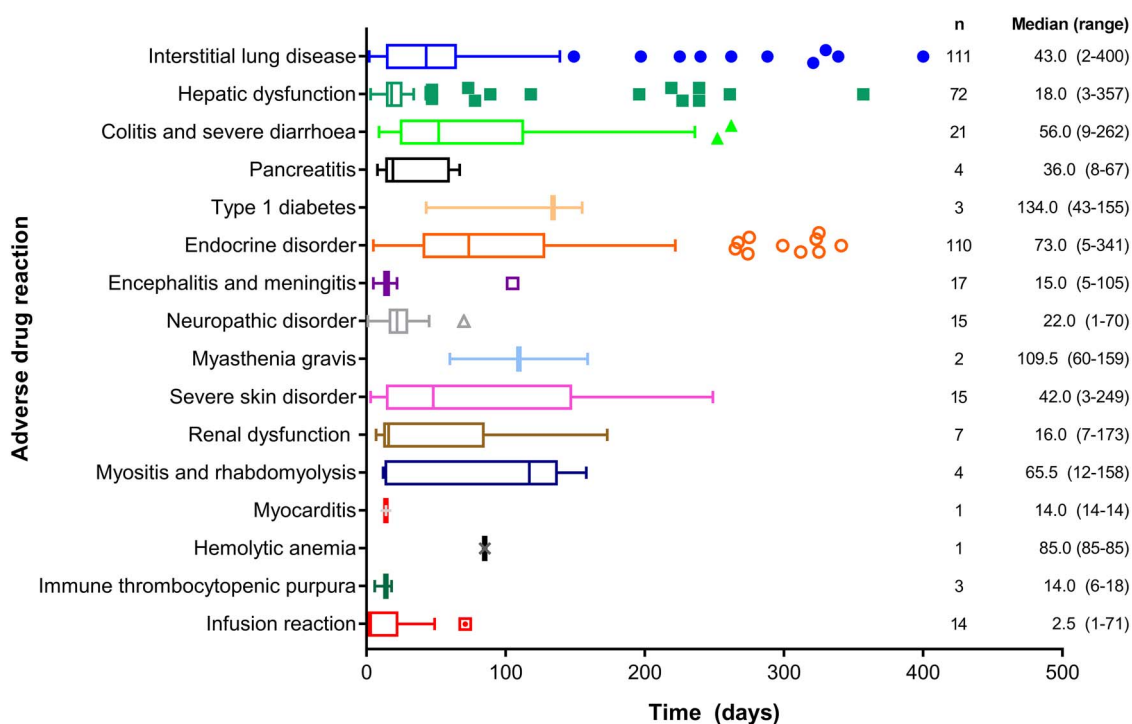 n Median (range)
Interstitial lung disease 111 43.0 (2-400)
Hepatic dysfunction 72 18.0 (3-357)
Colitis and severe diarrhoea 21 56.0 (9-262)
Pancreatitis 4 36.0 (8-67)
Type 1 diabetes 3 134.0 (43-155)
Endocrine disorder 110 73.0 (5-341)
Encephalitis and meningitis 17 15.0 (5-105)
Neuropathic disorder 15 22.0 (1-70)
Myasthenia gravis 2 109.5 (60-159)
Severe skin disorder 15 42.0 (3-249)
Renal dysfunction 7 16.0 (7-173)
Myositis and rhabdomyolysis 4 65.5 (12-158)
Myocarditis 1 14.0 (14-14)
Hemolytic anemia 1 85.0 (85-85)
Immune thrombocytopenic purpura 3 14.0 (6-18)
Infusion reaction 14 2.5 (1-71)
Adverse drug reaction
0 100 200 300 400 500
Time (days)